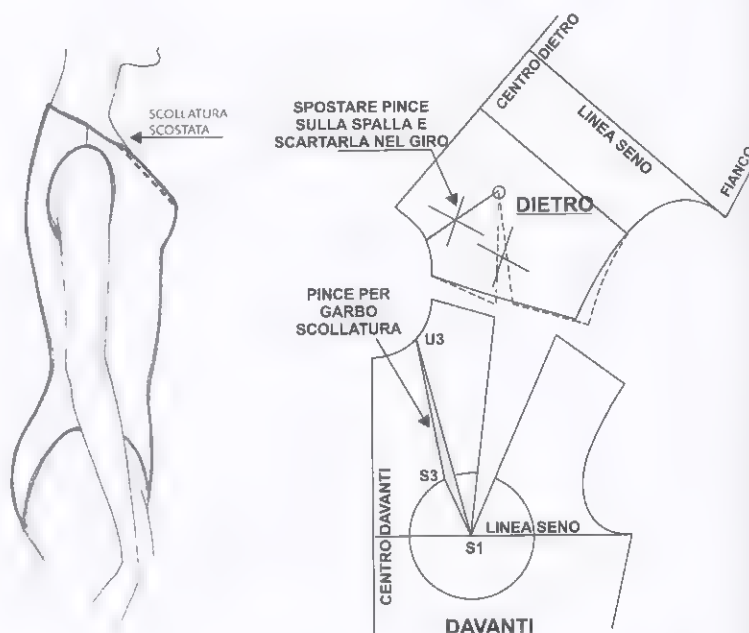 SCOLLATURA
SCOSTATA
SPOSTARE PINCE
SULLA SPALLA E
SCARTARLA NEL GIRO
CENTRO DIETRO
LINEA SENO
FIANCO
DIETRO
PINCE PER
GARBO
SCOLLATURA
U3
S3
CENTRO DAVANTI
LINEA SENO
S1
DAVANTI